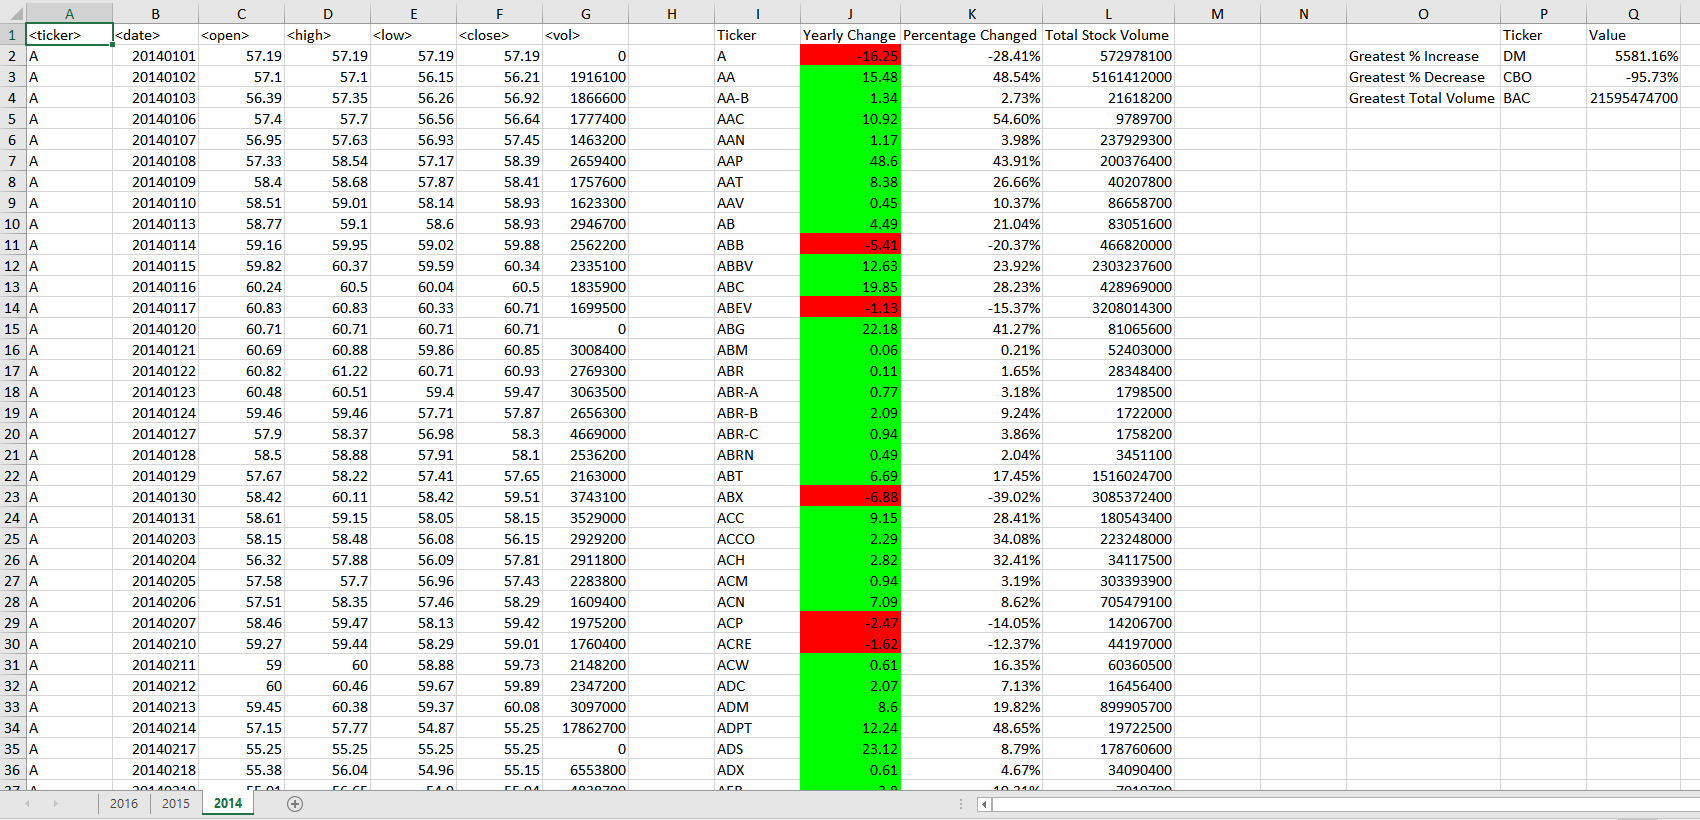 A B C D E F G H I J K L M N O P Q
1 <ticker> <date> <open> <high> <low> <close> <vol> Ticker Yearly Change Percentage Changed Total Stock Volume Ticker Value
2 A 20140101 57.19 57.19 57.19 57.19 0 A -16.25 -28.41% 572978100 Greatest % Increase DM 5581.16%
3 A 20140102 57.1 57.1 56.15 56.21 1916100 AA 15.48 48.54% 5161412000 Greatest % Decrease CBO -95.73%
4 A 20140103 56.39 57.35 56.26 56.92 1866600 AA-B 1.34 2.73% 21618200 Greatest Total Volume BAC 21595474700
5 A 20140106 57.4 57.7 56.56 56.64 1777400 AAC 10.92 54.60% 9789700
6 A 20140107 56.95 57.63 56.93 57.45 1463200 AAN 1.17 3.98% 237929300
7 A 20140108 57.33 58.54 57.17 58.39 2659400 AAP 48.6 43.91% 200376400
8 A 20140109 58.4 58.68 57.87 58.41 1757600 AAT 8.38 26.66% 40207800
9 A 20140110 58.51 59.01 58.14 58.93 1623300 AAV 0.45 10.37% 86658700
10 A 20140113 58.77 59.1 58.6 58.93 2946700 AB 4.49 21.04% 83051600
11 A 20140114 59.16 59.95 59.02 59.88 2562200 ABB -5.41 -20.37% 466820000
12 A 20140115 59.82 60.37 59.59 60.34 2335100 ABBV 12.63 23.92% 2303237600
13 A 20140116 60.24 60.5 60.04 60.5 1835900 ABC 19.85 28.23% 428969000
14 A 20140117 60.83 60.83 60.33 60.71 1699500 ABEV -1.13 -15.37% 3208014300
15 A 20140120 60.71 60.71 60.71 60.71 0 ABG 22.18 41.27% 81065600
16 A 20140121 60.69 60.88 59.86 60.85 3008400 ABM 0.06 0.21% 52403000
17 A 20140122 60.82 61.22 60.71 60.93 2769300 ABR 0.11 1.65% 28348400
18 A 20140123 60.48 60.51 59.4 59.47 3063500 ABR-A 0.77 3.18% 1798500
19 A 20140124 59.46 59.46 57.71 57.87 2656300 ABR-B 2.09 9.24% 1722000
20 A 20140127 57.9 58.37 56.98 58.3 4669000 ABR-C 0.94 3.86% 1758200
21 A 20140128 58.5 58.88 57.91 58.1 2536200 ABRN 0.49 2.04% 3451100
22 A 20140129 57.67 58.22 57.41 57.65 2163000 ABT 6.69 17.45% 1516024700
23 A 20140130 58.42 60.11 58.42 59.51 3743100 ABX -6.88 -39.02% 3085372400
24 A 20140131 58.61 59.15 58.05 58.15 3529000 ACC 9.15 28.41% 180543400
25 A 20140203 58.15 58.48 56.08 56.15 2929200 ACCO 2.29 34.08% 223248000
26 A 20140204 56.32 57.88 56.09 57.81 2911800 ACH 2.82 32.41% 34117500
27 A 20140205 57.58 57.7 56.96 57.43 2283800 ACM 0.94 3.19% 303393900
28 A 20140206 57.51 58.35 57.46 58.29 1609400 ACN 7.09 8.62% 705479100
29 A 20140207 58.46 59.47 58.13 59.42 1975200 ACP -2.47 -14.05% 14206700
30 A 20140210 59.27 59.44 58.29 59.01 1760400 ACRE -1.62 -12.37% 44197000
31 A 20140211 59 60 58.88 59.73 2148200 ACW 0.61 16.35% 60360500
32 A 20140212 60 60.46 59.67 59.89 2347200 ADC 2.07 7.13% 16456400
33 A 20140213 59.45 60.38 59.37 60.08 3097000 ADM 8.6 19.82% 899905700
34 A 20140214 57.15 57.77 54.87 55.25 17862700 ADPT 12.24 48.65% 19722500
35 A 20140217 55.25 55.25 55.25 55.25 0 ADS 23.12 8.79% 178760600
36 A 20140218 55.38 56.04 54.96 55.15 6553800 ADX 0.61 4.67% 34090400
2016 2015 2014